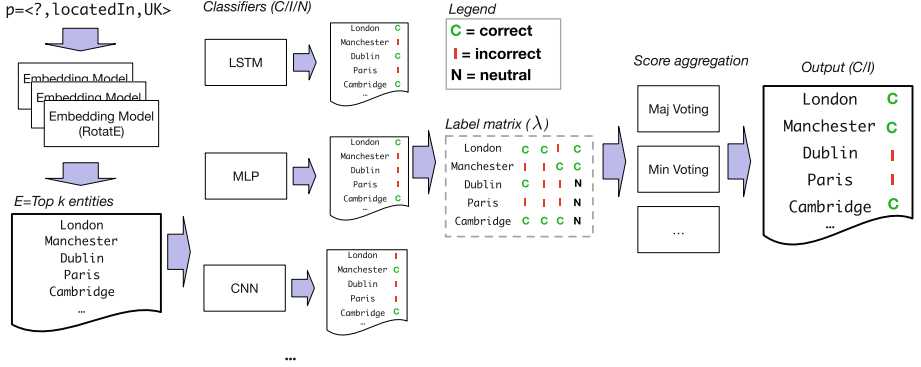 p=<?,locatedIn,UK>
Embedding Model
Embedding Model
Embedding Model
(RotatE)
E=Top k entities
London
Manchester
Dublin
Paris
Cambridge
...
Classifiers (C/I/N)
LSTM
London C
Manchester I
Dublin C
Paris I
Cambridge C
...
MLP
London C
Manchester I
Dublin I
Paris I
Cambridge C
...
CNN
London I
Manchester C
Dublin I
Paris I
Cambridge C
...
...
Legend
C = correct
I = incorrect
N = neutral
Label matrix (λ)
London C C I C
Manchester I I C C
Dublin C I I N
Paris I I I N
Cambridge C C C N
Score aggregation
Maj Voting
Min Voting
...
Output (C/I)
London C
Manchester C
Dublin I
Paris I
Cambridge C
...